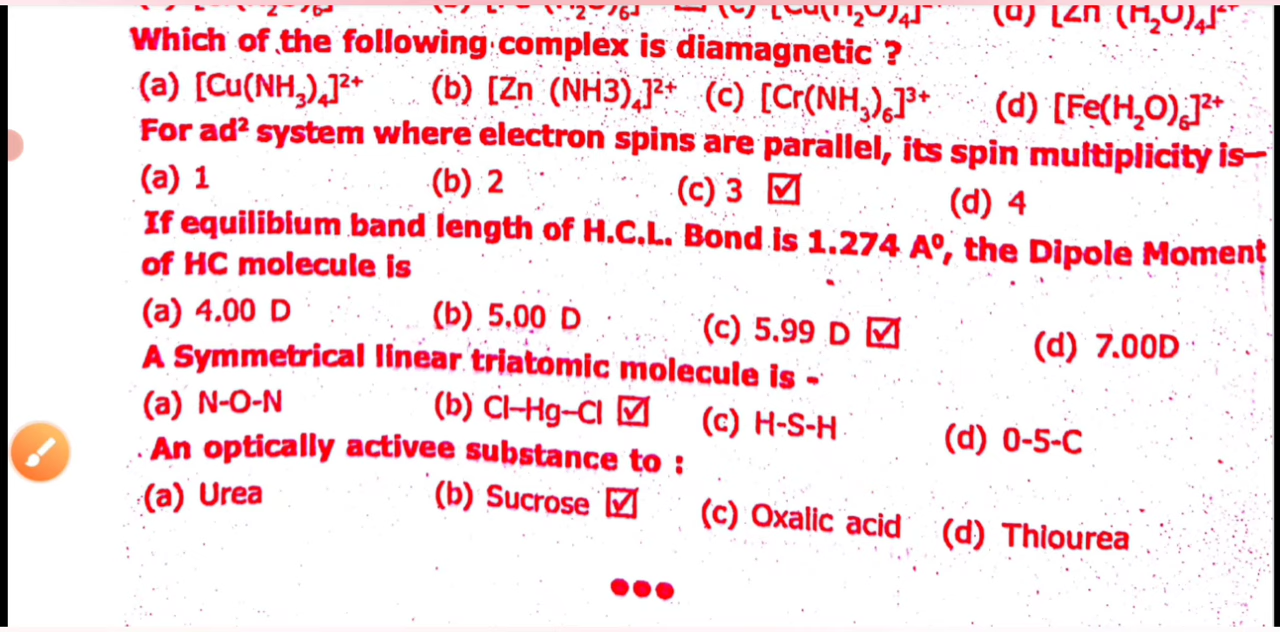 (d) [Zn (H₂O)₄]²⁺
Which of the following complex is diamagnetic ?
(a) [Cu(NH₃)₄]²⁺ (b) [Zn (NH3)₄]²⁺ (c) [Cr(NH₃)₆]³⁺ (d) [Fe(H₂O)₆]²⁺
For ad² system where electron spins are parallel, its spin multiplicity is—
(a) 1 (b) 2 (c) 3 ☑ (d) 4
If equilibium band length of H.C.L. Bond is 1.274 A⁰, the Dipole Moment
of HC molecule is
(a) 4.00 D (b) 5.00 D (c) 5.99 D ☑ (d) 7.00D
A Symmetrical linear triatomic molecule is -
(a) N-O-N (b) Cl–Hg–Cl ☑ (c) H-S-H (d) 0-5-C
An optically activee substance to :
(a) Urea (b) Sucrose ☑ (c) Oxalic acid (d) Thiourea